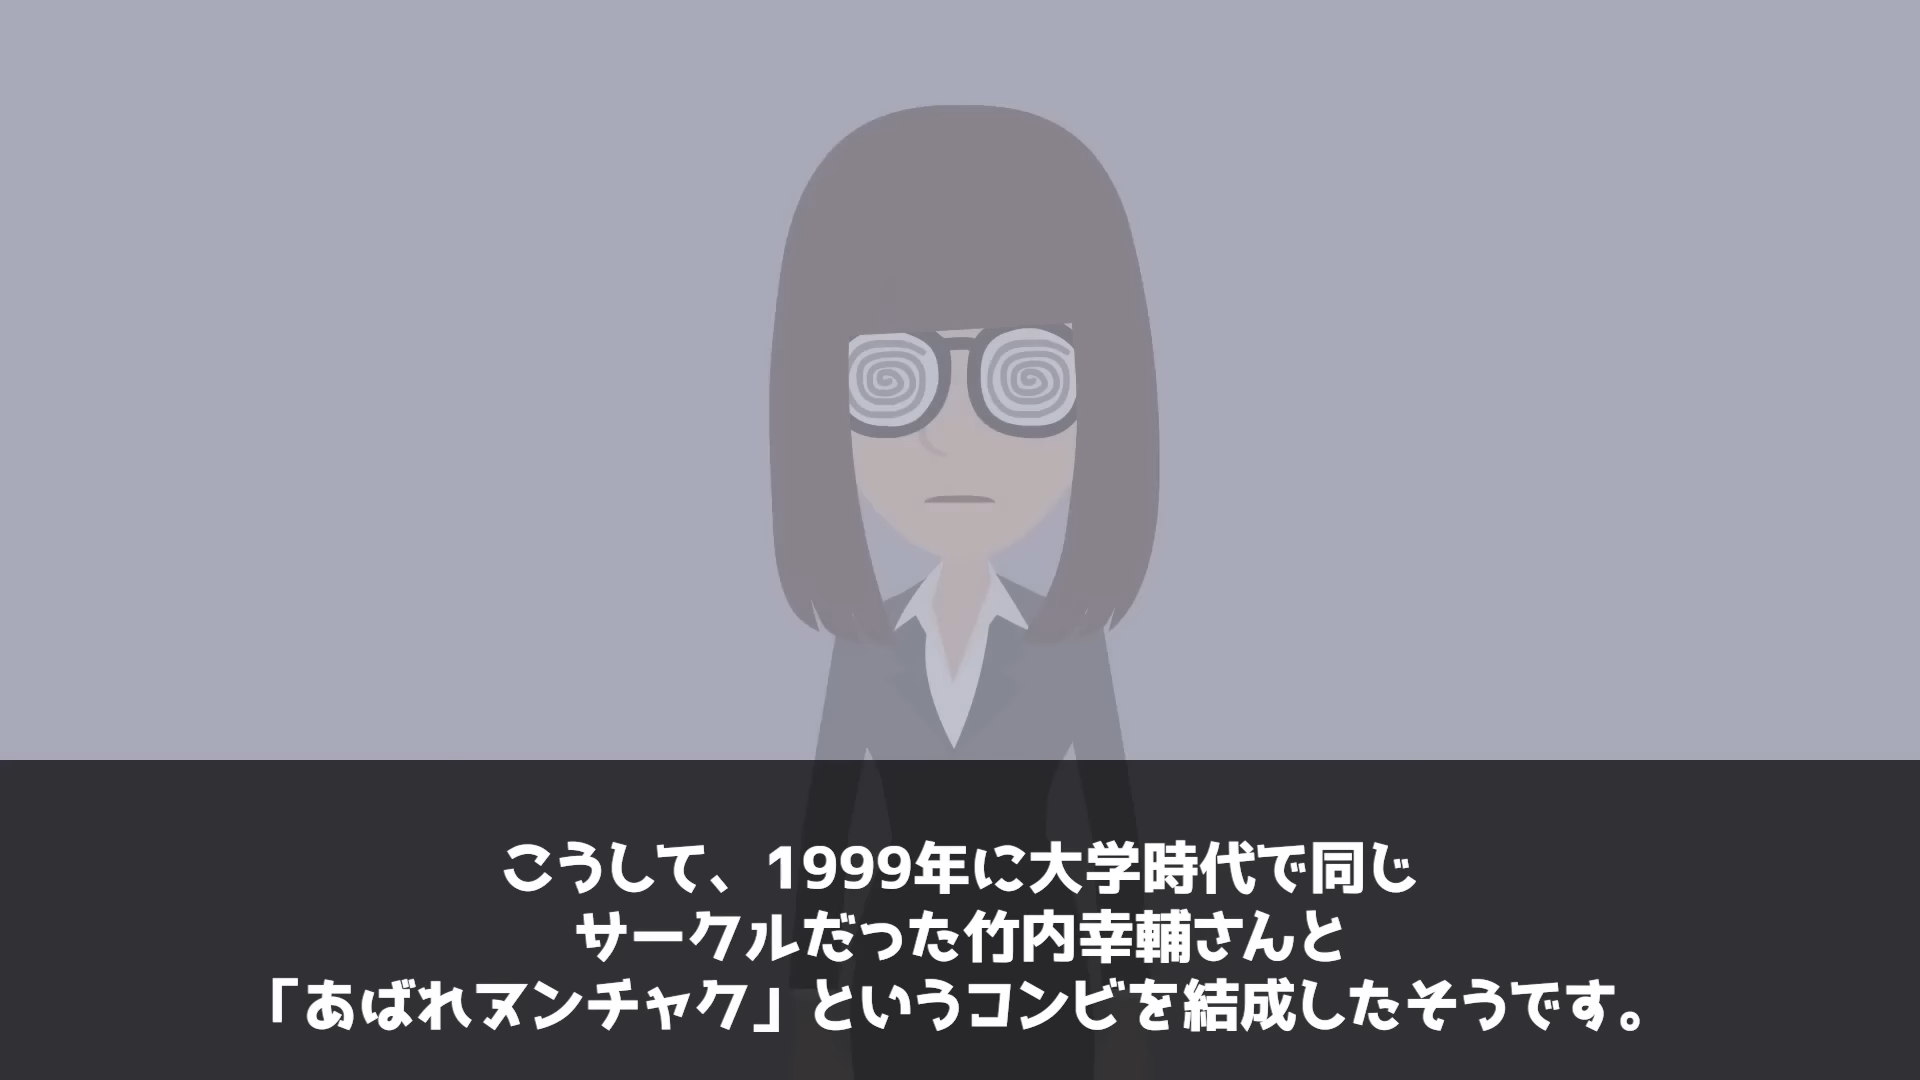 こうして、1999年に大学時代で同じ
サークルだった竹内幸輔さんと
「あばれヌンチャク」というコンビを結成したそうです。